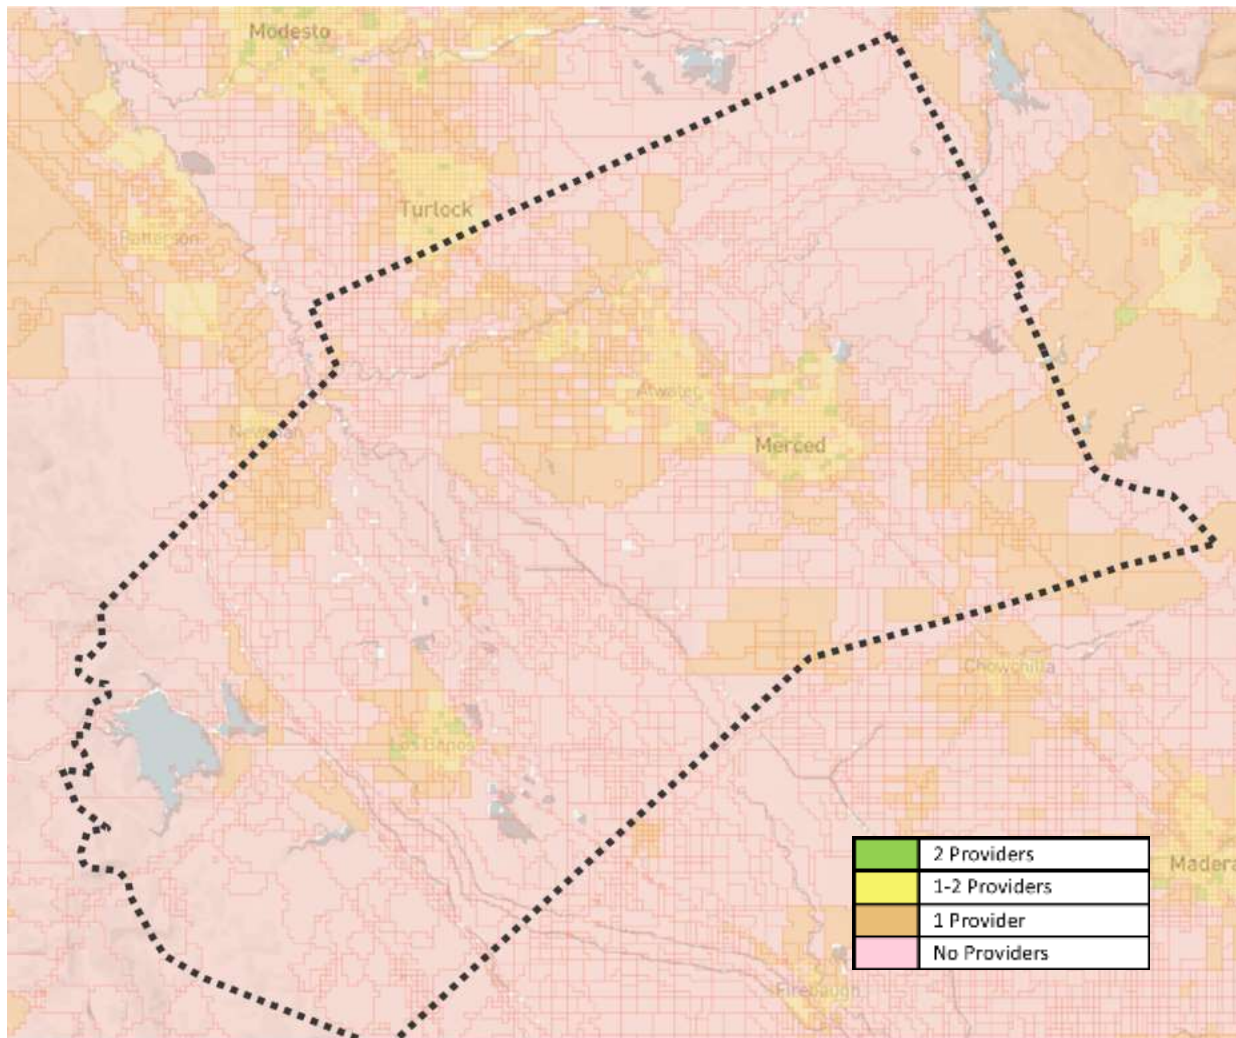 Modesto
Turlock
Patterson
Atwater
Newman
Merced
Chowchilla
Los Banos
2 Providers
1-2 Providers
1 Provider
Madera
No Providers
Firebaugh